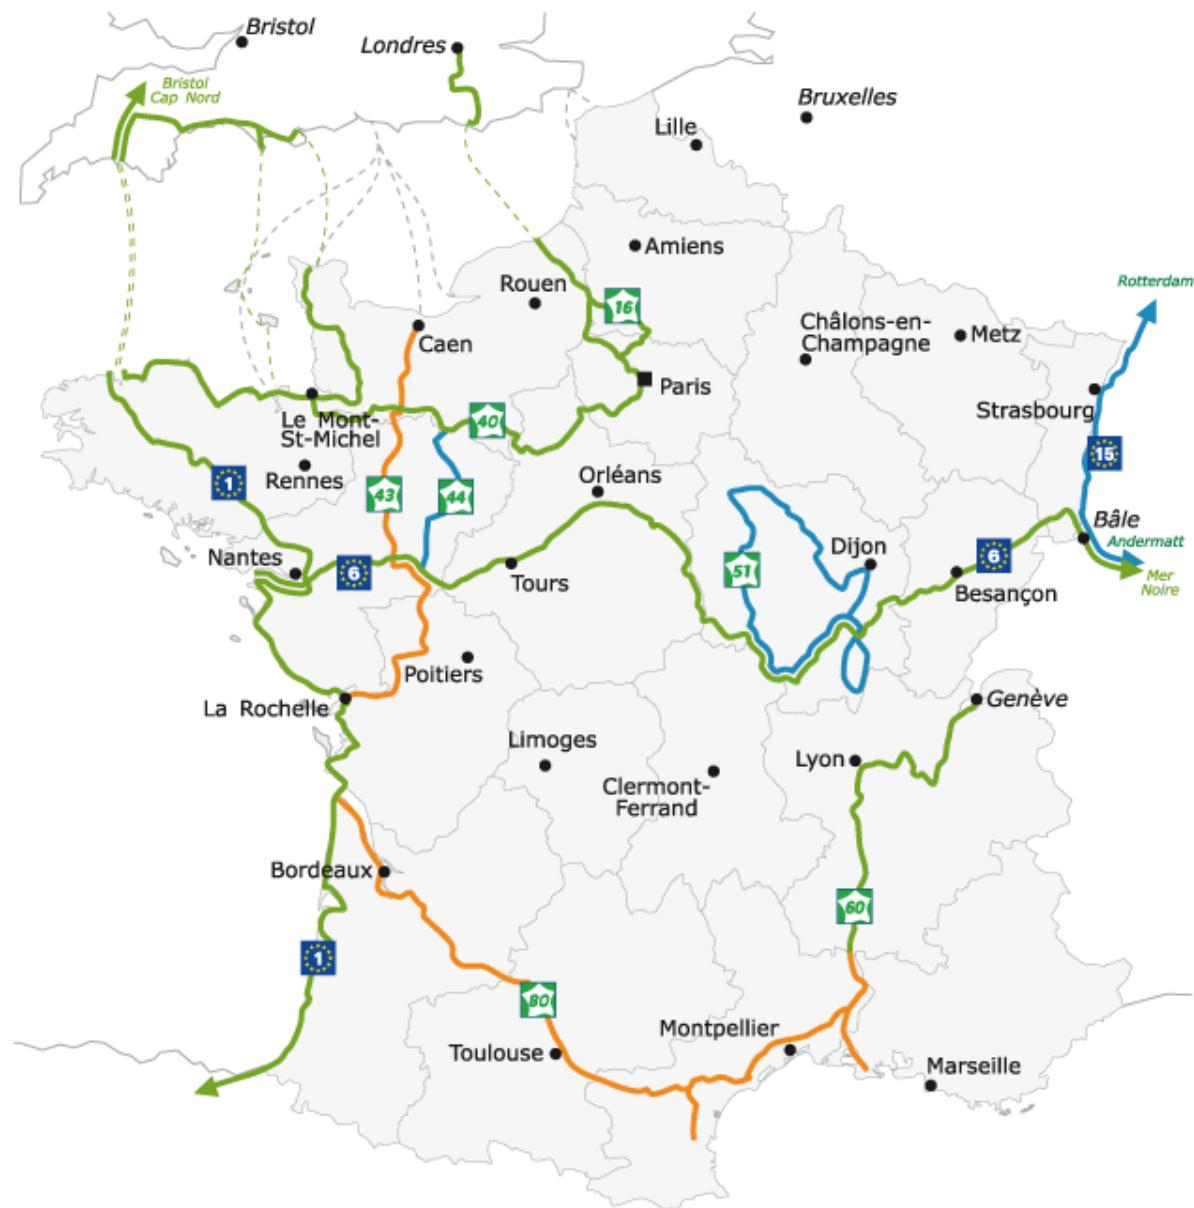 Bristol
Londres
Bristol
Cap Nord
Bruxelles
Lille
Amiens
Rotterdam
Rouen
16
Châlons-en-
Champagne
Metz
Caen
Paris
Strasbourg
Le Mont-
St-Michel
40
15
Rennes
1
43
44
Orléans
Bâle
Andermatt
Nantes
6
Tours
51
Dijon
6
Besançon
Mer
Noire
Poitiers
La Rochelle
Genève
Limoges
Lyon
Clermont-
Ferrand
Bordeaux
60
1
80
Montpellier
Toulouse
Marseille